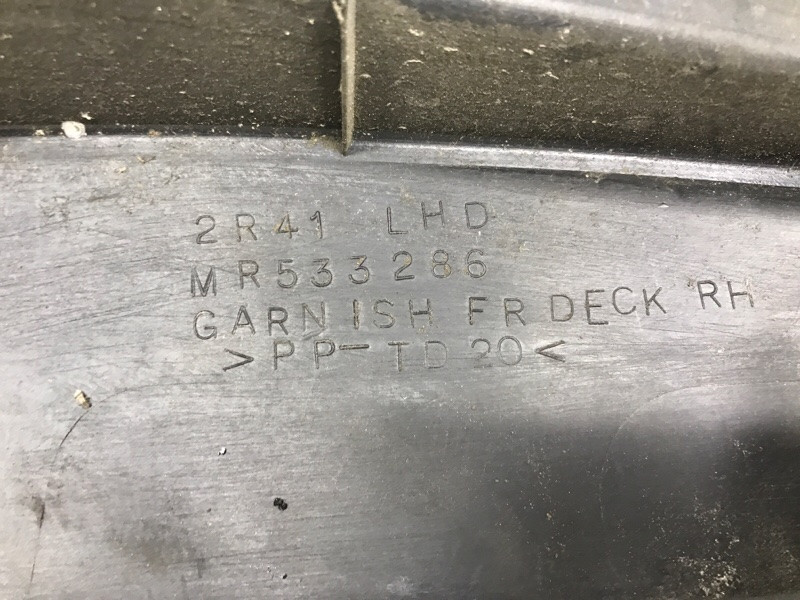 2R41 LHD
MR533286
GARNISH FR DECK RH
>PP-TD20<